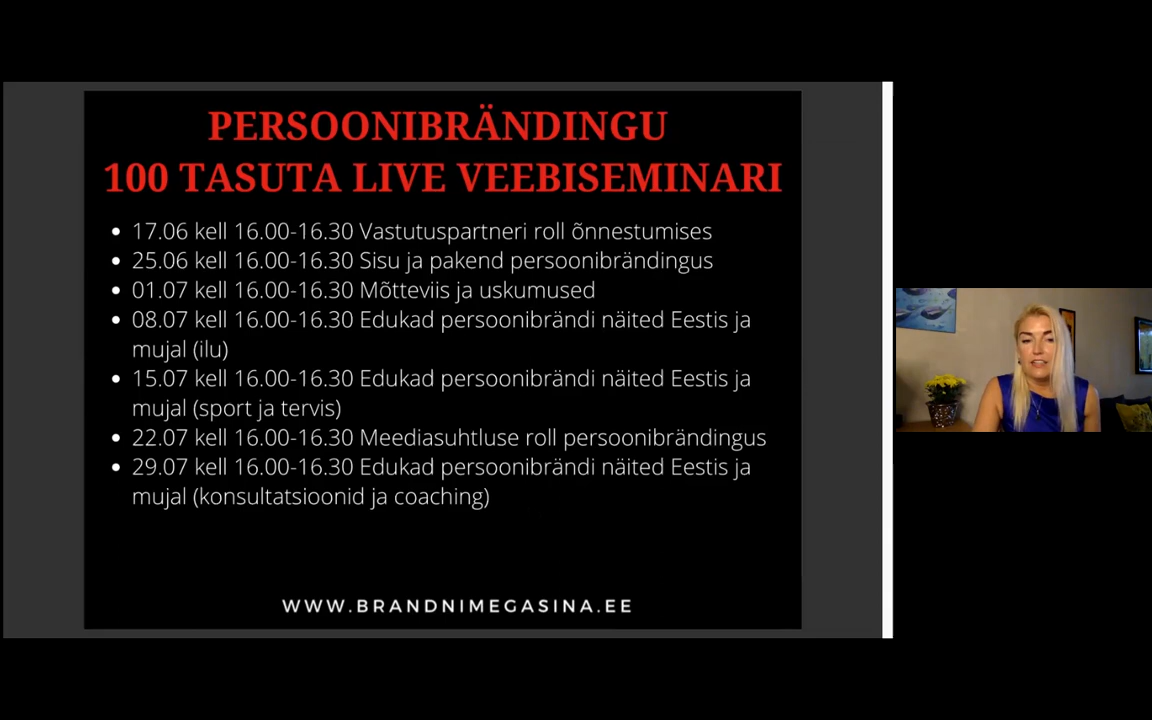 PERSOONIBRÄNDINGU
100 TASUTA LIVE VEEBISEMINARI
• 17.06 kell 16.00-16.30 Vastutuspartneri roll õnnestumises
• 25.06 kell 16.00-16.30 Sisu ja pakend persoonibrändingus
• 01.07 kell 16.00-16.30 Mõtteviis ja uskumused
• 08.07 kell 16.00-16.30 Edukad persoonibrändi näited Eestis ja
mujal (ilu)
• 15.07 kell 16.00-16.30 Edukad persoonibrändi näited Eestis ja
mujal (sport ja tervis)
• 22.07 kell 16.00-16.30 Meediasuhtluse roll persoonibrändingus
• 29.07 kell 16.00-16.30 Edukad persoonibrändi näited Eestis ja
mujal (konsultatsioonid ja coaching)
WWW.BRANDNIMEGASINA.EE